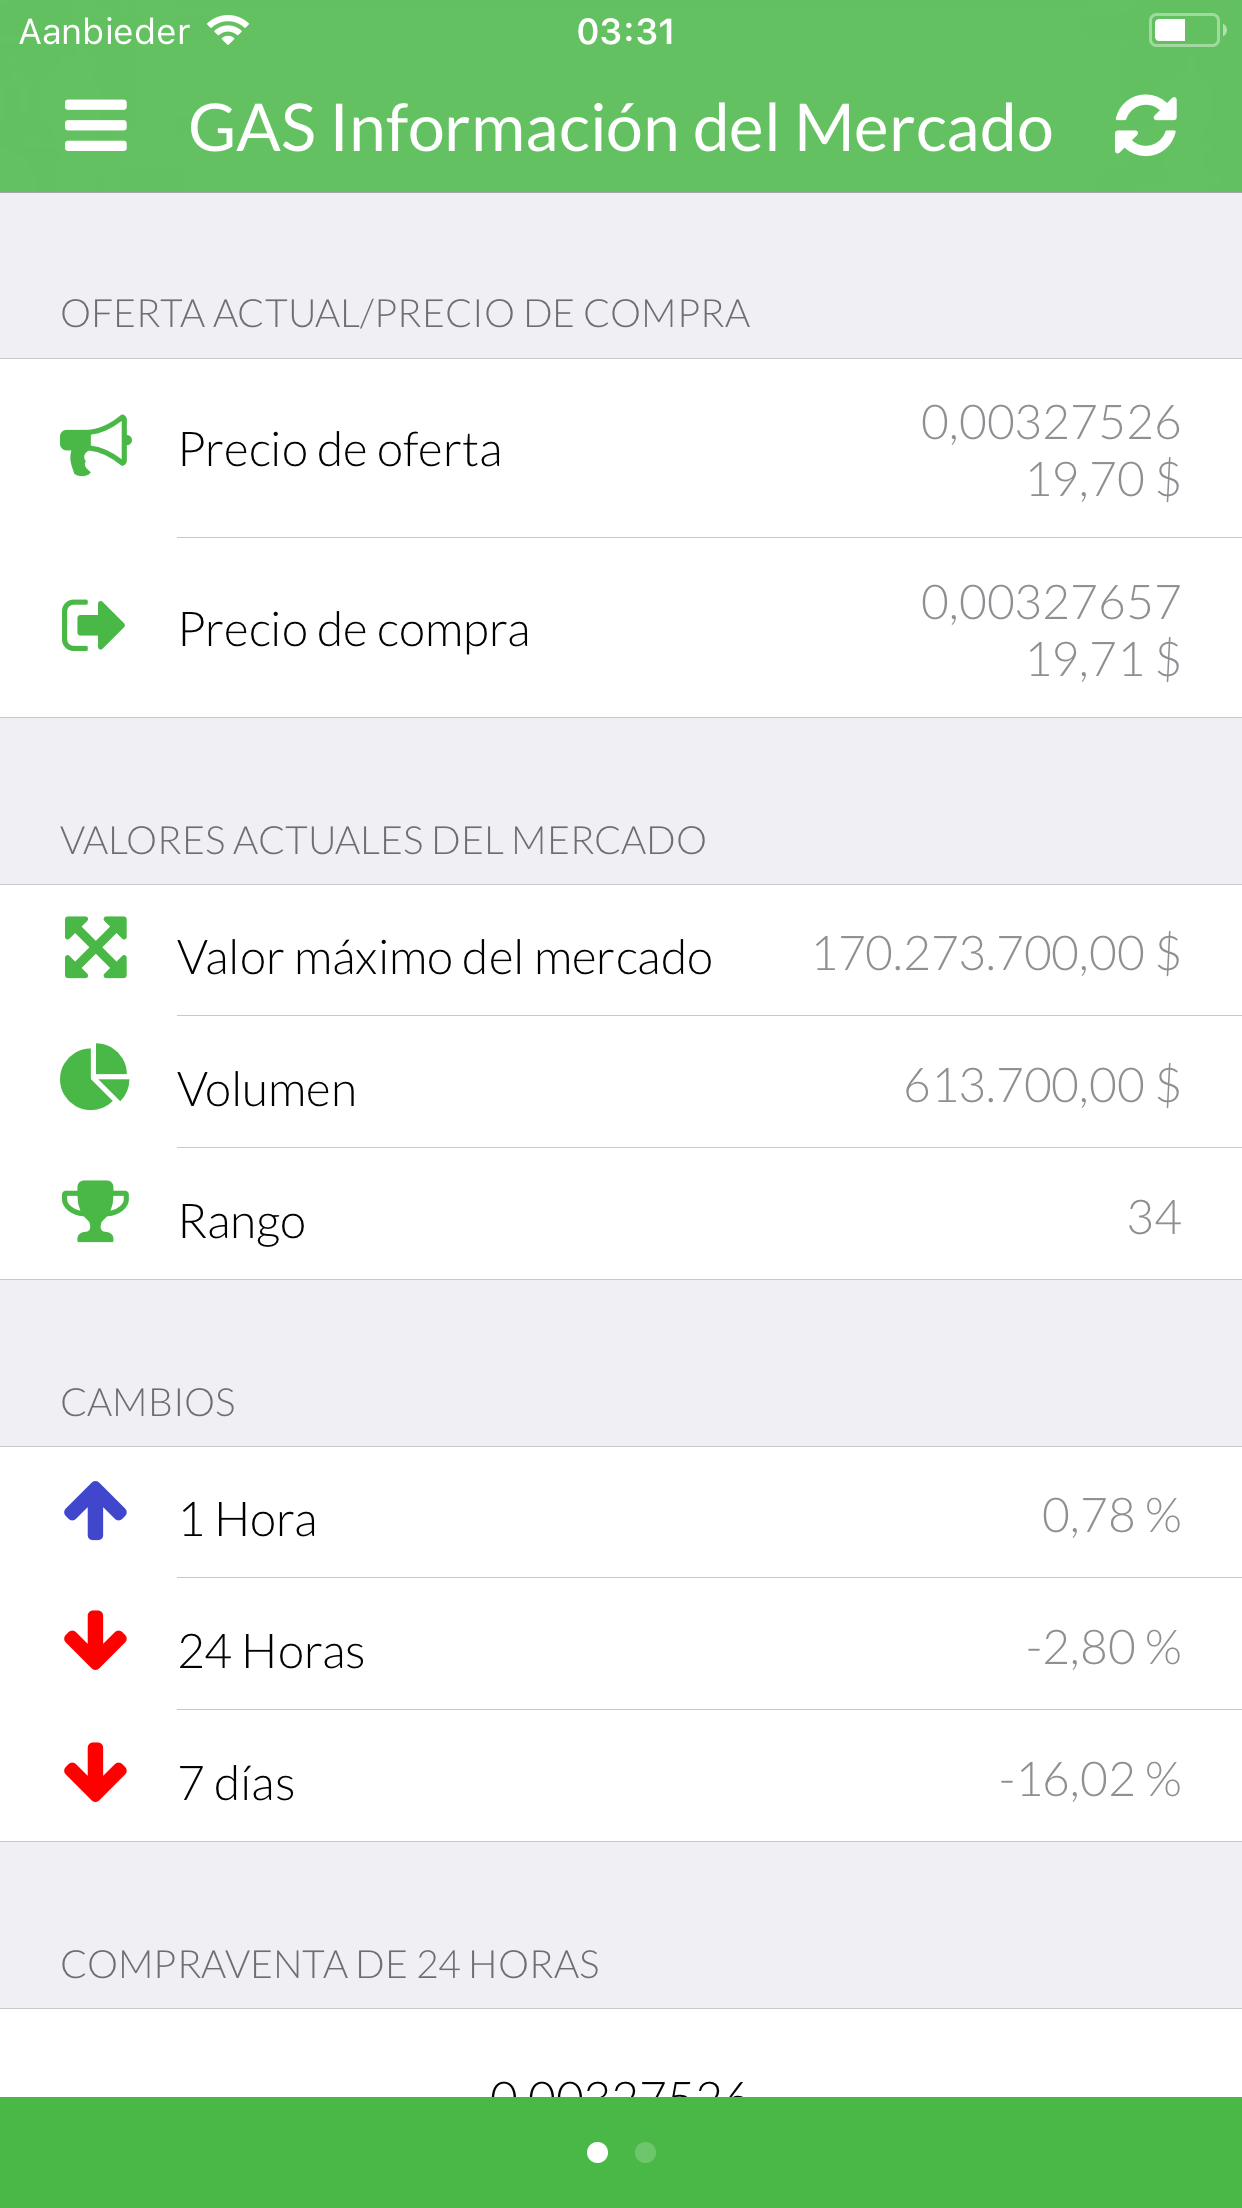 Aanbieder 03:31
GAS Información del Mercado
OFERTA ACTUAL/PRECIO DE COMPRA
Precio de oferta
0,00327526
19,70 $
Precio de compra
0,00327657
19,71 $
VALORES ACTUALES DEL MERCADO
Valor máximo del mercado 170.273.700,00 $
Volumen 613.700,00 $
Rango 34
CAMBIOS
1 Hora 0,78 %
24 Horas -2,80 %
7 días -16,02 %
COMPRAVENTA DE 24 HORAS
0,00327526